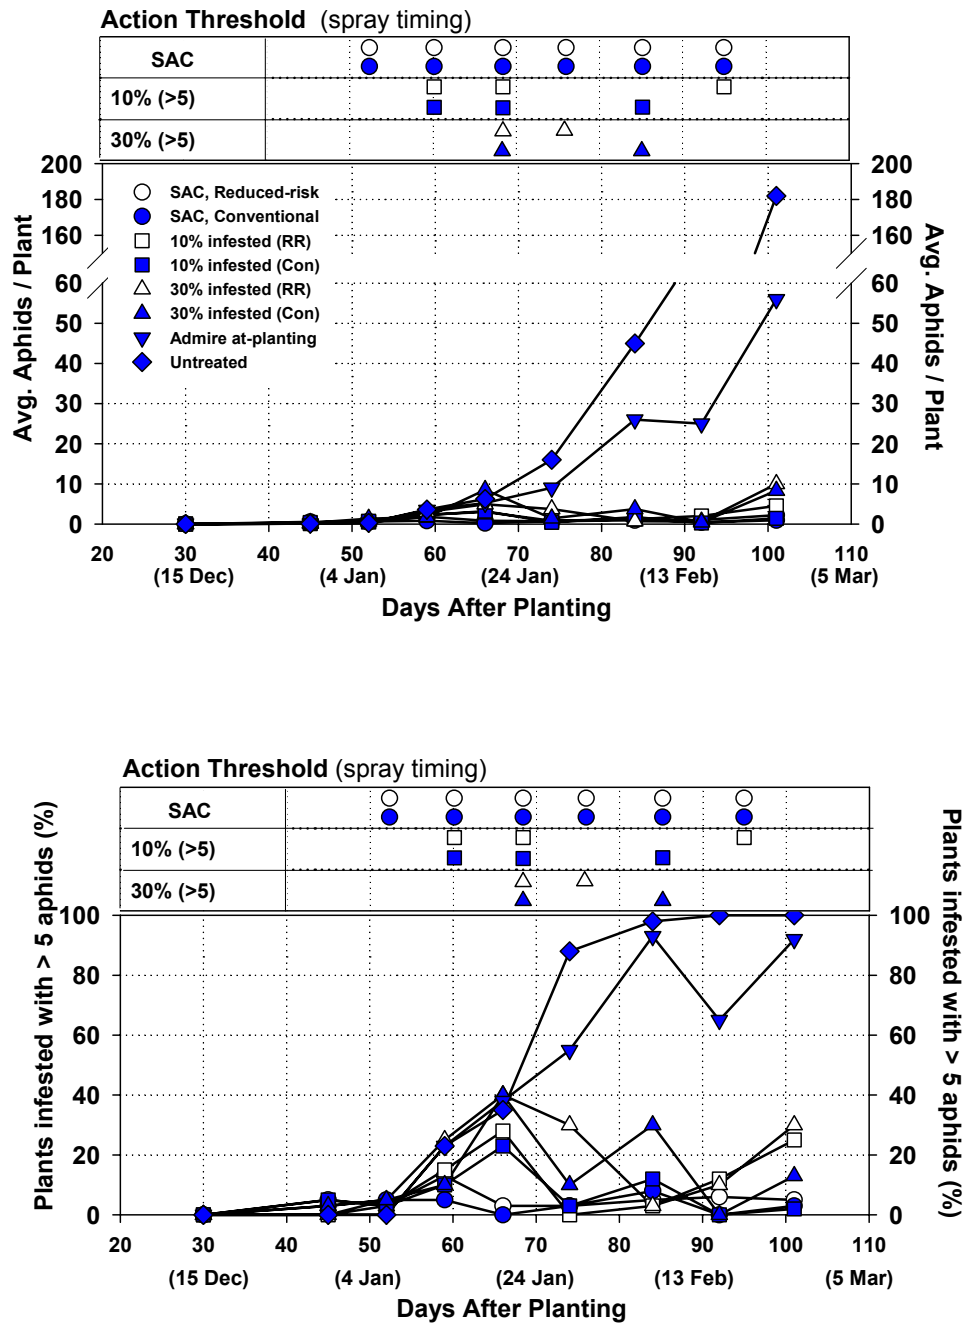 Action Threshold (spray timing)
SAC
10% (>5)
30% (>5)
200 200
180 180
160 160
60 60
50 50
40 40
30 30
20 20
10 10
0 0
SAC, Reduced-risk
SAC, Conventional
10% infested (RR)
10% infested (Con)
30% infested (RR)
30% infested (Con)
Admire at-planting
Untreated
Avg. Aphids / Plant
Avg. Aphids / Plant
20 30 40 50 60 70 80 90 100 110
(15 Dec) (4 Jan) (24 Jan) (13 Feb) (5 Mar)
Days After Planting
Action Threshold (spray timing)
SAC
10% (>5)
30% (>5)
100 100
80 80
60 60
40 40
20 20
0 0
Plants infested with > 5 aphids (%)
Plants infested with > 5 aphids (%)
20 30 40 50 60 70 80 90 100 110
(15 Dec) (4 Jan) (24 Jan) (13 Feb) (5 Mar)
Days After Planting